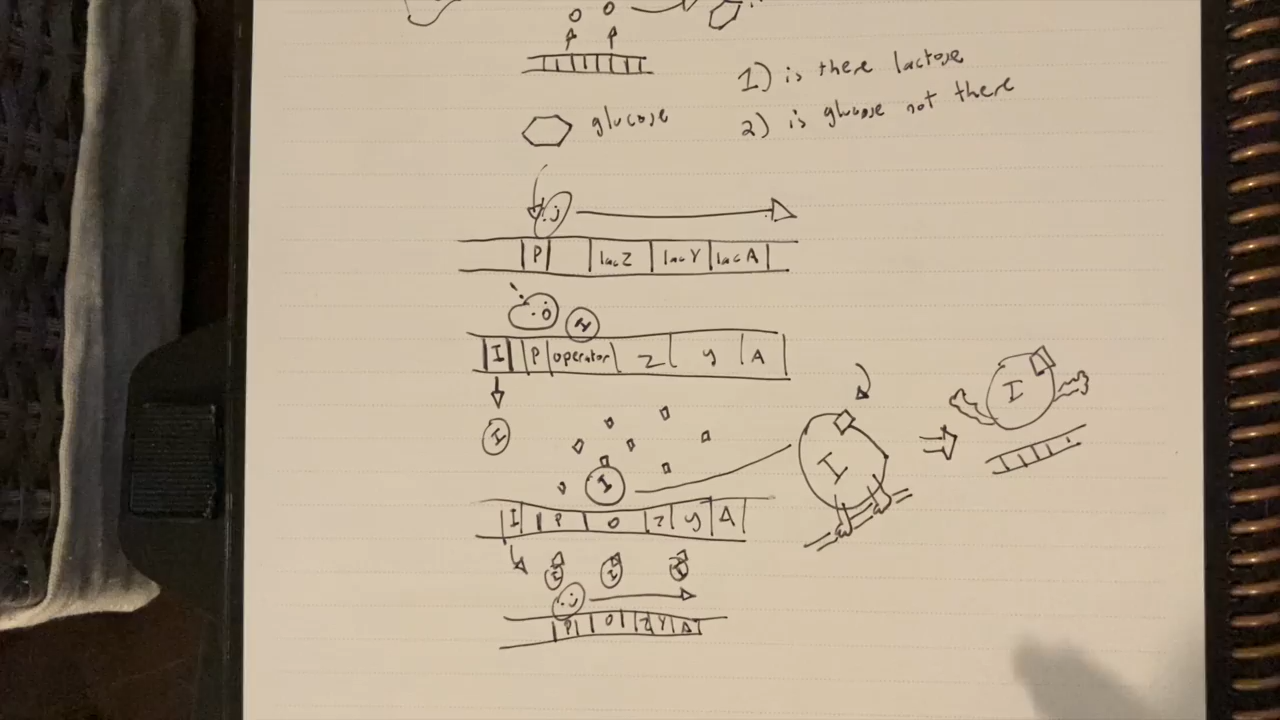 1) is there lactose
glucose
2) is glucose not there
P lacZ lacY lacA
I
I P operator Z y A
I
I
I
I
I P O Z y A
I I I
P O Z Y A